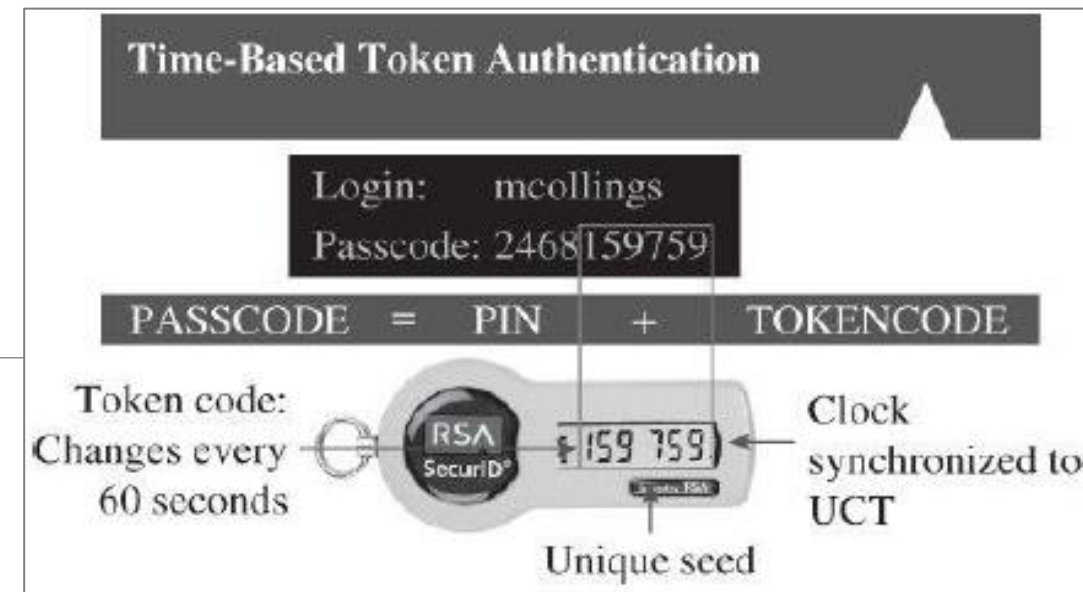 Time-Based Token Authentication
Login: mcollings
Passcode: 2468159759
PASSCODE = PIN + TOKENCODE
Token code:
Changes every
60 seconds
RSA
SecurID®
159 759
Clock
synchronized to
UCT
Unique seed